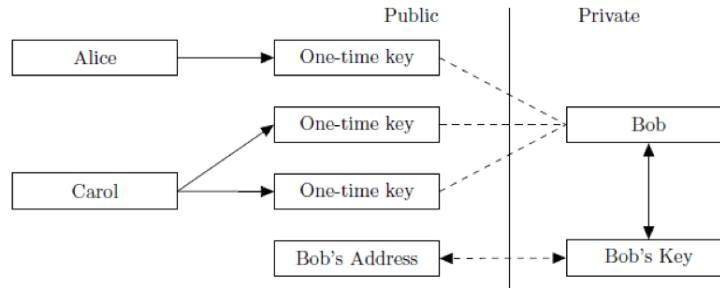 Public Private
Alice One-time key
One-time key Bob
Carol One-time key
Bob's Address Bob's Key